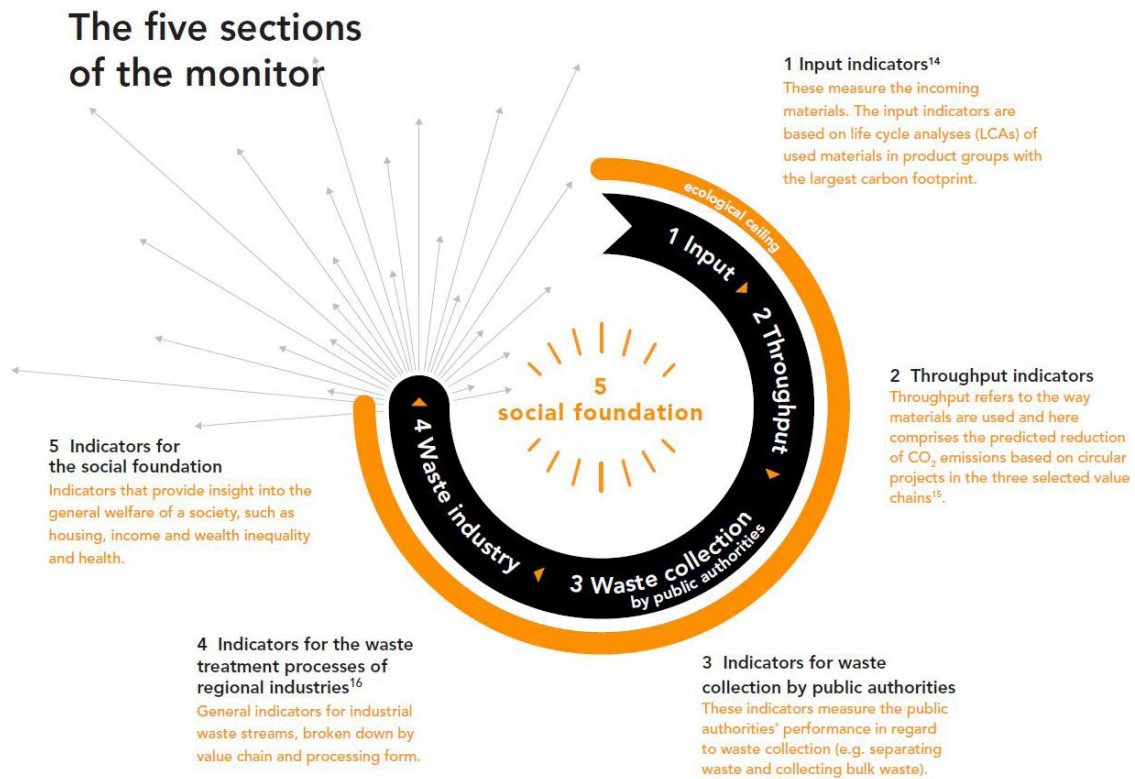 The five sections
of the monitor
1 Input indicators¹⁴
These measure the incoming
materials. The input indicators are
based on life cycle analyses (LCAs) of
used materials in product groups with
the largest carbon footprint.
ecological ceiling
1 Input
2 Throughput
3 Waste collection
by public authorities
4 Waste industry
5
social foundation
2 Throughput indicators
Throughput refers to the way
materials are used and here
comprises the predicted reduction
of CO₂ emissions based on circular
projects in the three selected value
chains¹⁵.
5 Indicators for
the social foundation
Indicators that provide insight into the
general welfare of a society, such as
housing, income and wealth inequality
and health.
4 Indicators for the waste
treatment processes of
regional industries¹⁶
General indicators for industrial
waste streams, broken down by
value chain and processing form.
3 Indicators for waste
collection by public authorities
These indicators measure the public
authorities’ performance in regard
to waste collection (e.g. separating
waste and collecting bulk waste).